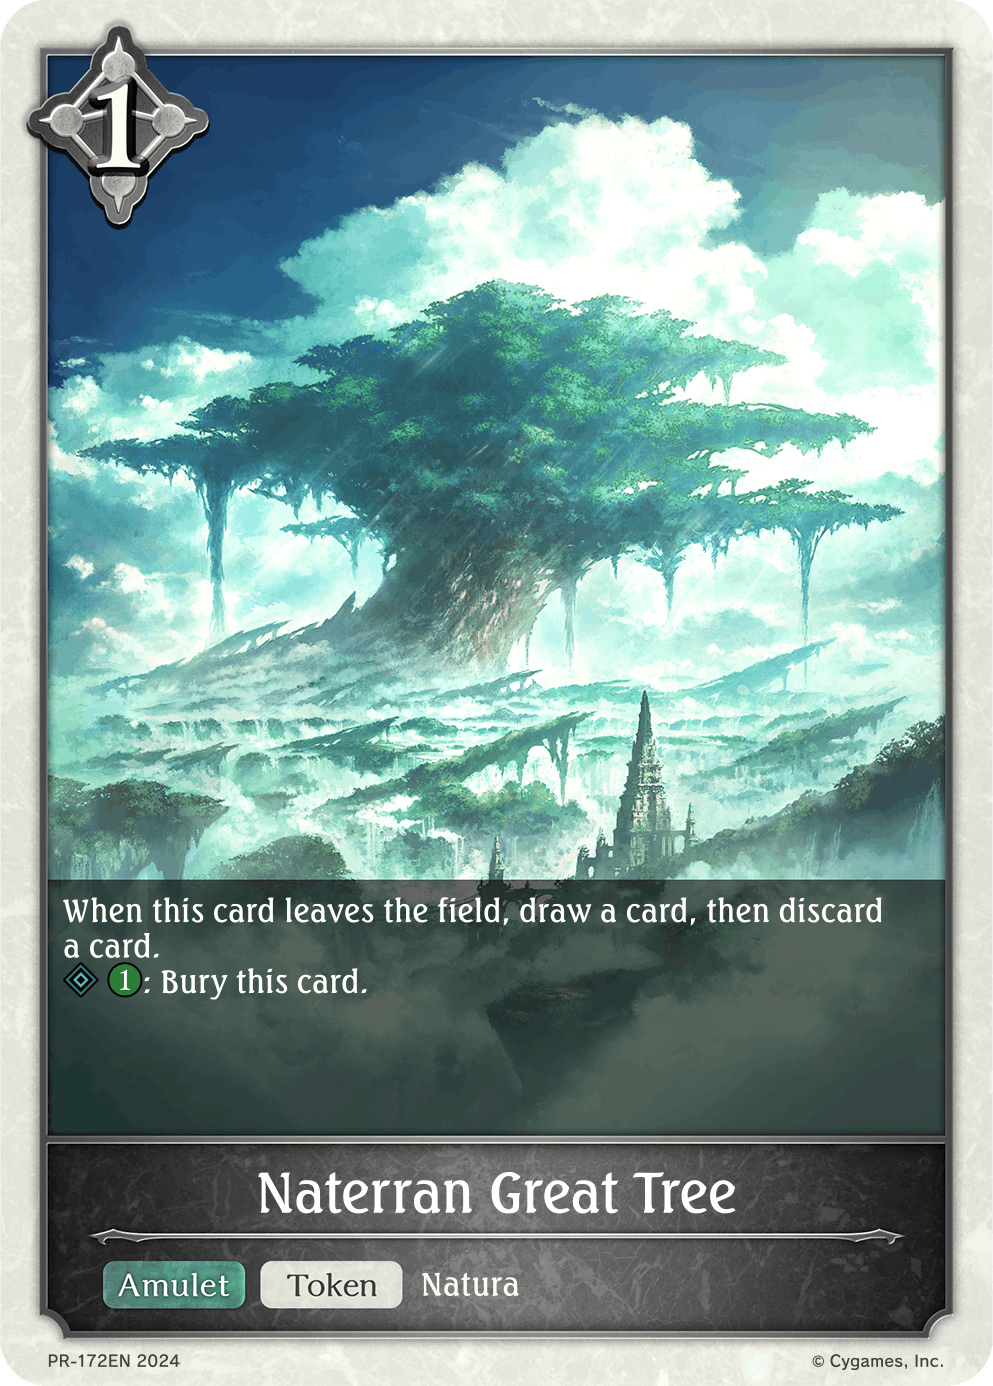 1
When this card leaves the field, draw a card, then discard
a card.
1: Bury this card.
Naterran Great Tree
Amulet Token Natura
PR-172EN 2024 © Cygames, Inc.